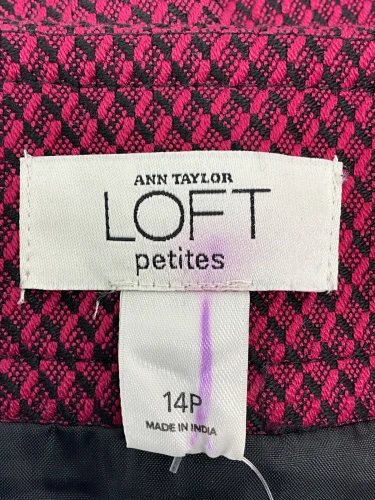 ANN TAYLOR
LOFT
petites
14P
MADE IN INDIA